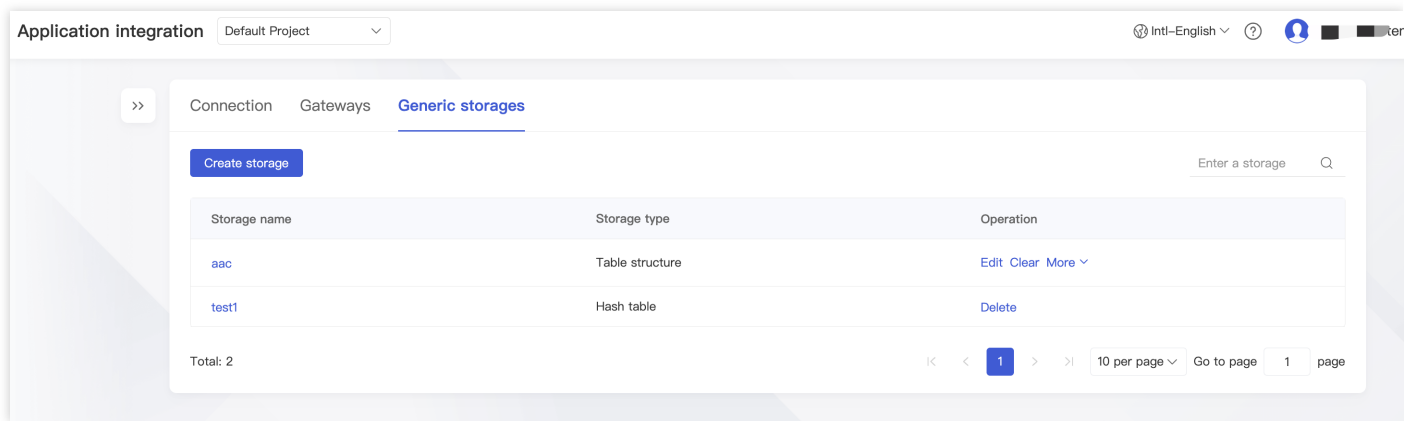 Application integration Default Project Intl-English
Connection Gateways Generic storages
Create storage Enter a storage
Storage name Storage type Operation
aac Table structure Edit Clear More
test1 Hash table Delete
Total: 2 1 10 per page Go to page 1 page